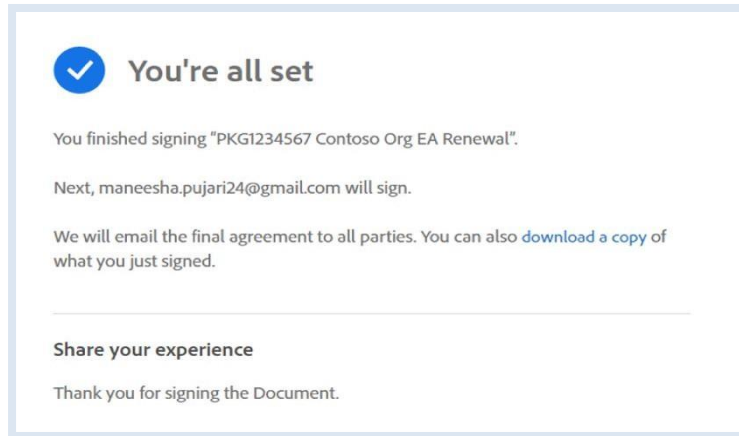 You're all set
You finished signing "PKG1234567 Contoso Org EA Renewal".
Next, maneesha.pujari24@gmail.com will sign.
We will email the final agreement to all parties. You can also download a copy of
what you just signed.
Share your experience
Thank you for signing the Document.